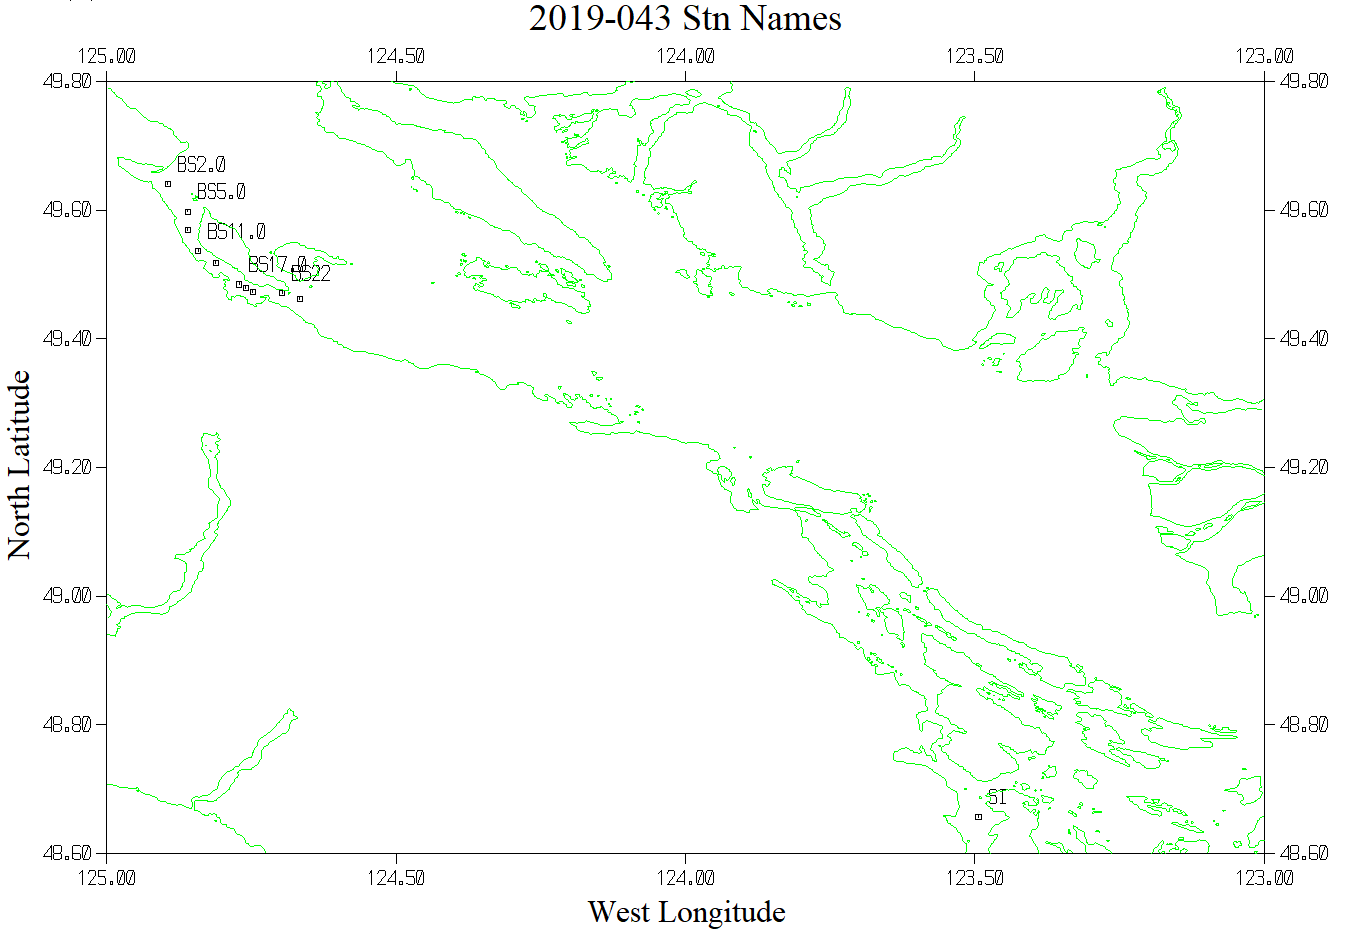 2019-043 Stn Names
125.00 124.50 124.00 123.50 123.00
49.80 49.80
BS2.0
BS5.0
49.60 49.60
BS11.0
BS17.0
BS22
49.40 49.40
49.20 49.20
North Latitude
49.00 49.00
48.80 48.80
SI
48.60 48.60
125.00 124.50 124.00 123.50 123.00
West Longitude